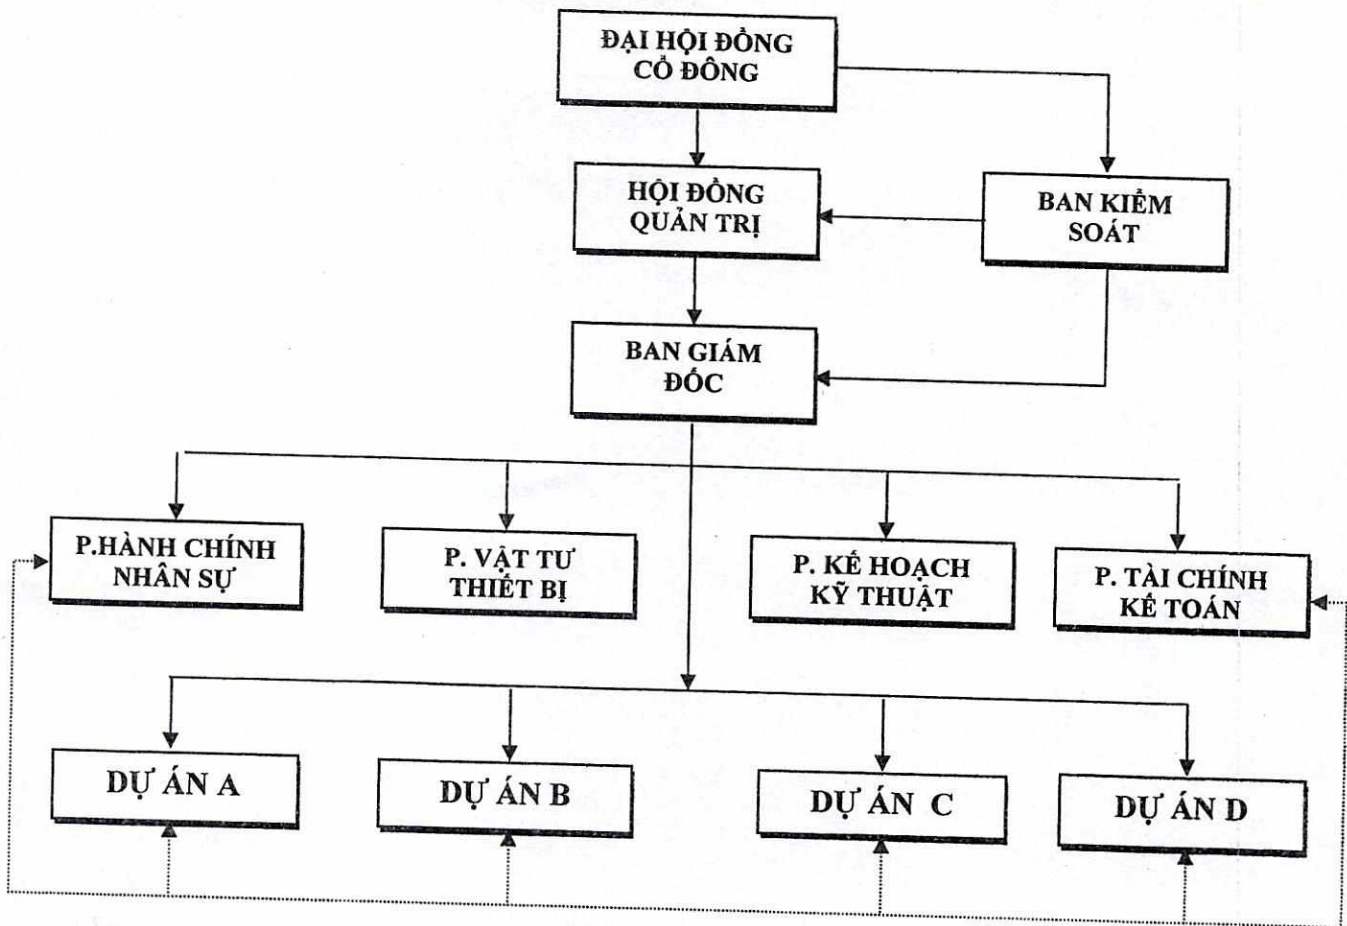 ĐẠI HỘI ĐỒNG
CỔ ĐÔNG
HỘI ĐỒNG
QUẢN TRỊ
BAN KIỂM
SOÁT
BAN GIÁM
ĐỐC
P.HÀNH CHÍNH
NHÂN SỰ
P. VẬT TƯ
THIẾT BỊ
P. KẾ HOẠCH
KỸ THUẬT
P. TÀI CHÍNH
KẾ TOÁN
DỰ ÁN A
DỰ ÁN B
DỰ ÁN C
DỰ ÁN D